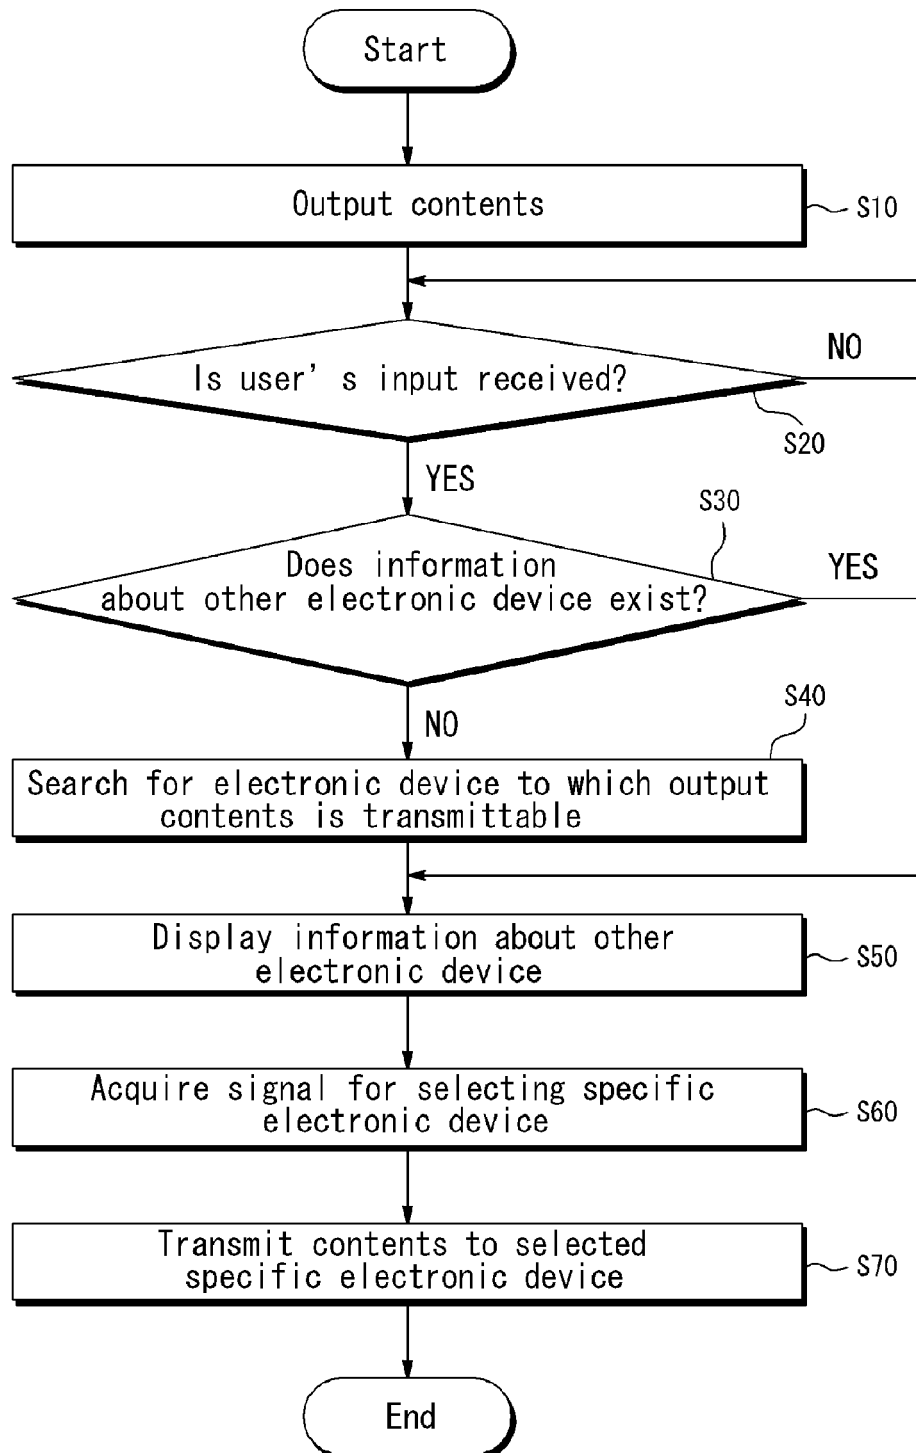 Start
Output contents
S10
Is user's input received?
NO
S20
YES
S30
Does information
about other electronic device exist?
YES
NO
S40
Search for electronic device to which output
contents is transmittable
Display information about other
electronic device
S50
Acquire signal for selecting specific
electronic device
S60
Transmit contents to selected
specific electronic device
S70
End